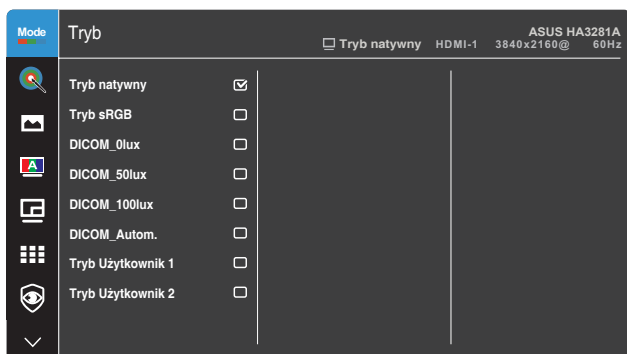 Mode
Tryb
Tryb natywny HDMI-1 3840x2160@ 60Hz
ASUS HA3281A
Tryb natywny
Tryb sRGB
DICOM_0lux
DICOM_50lux
DICOM_100lux
DICOM_Autom.
Tryb Użytkownik 1
Tryb Użytkownik 2
A